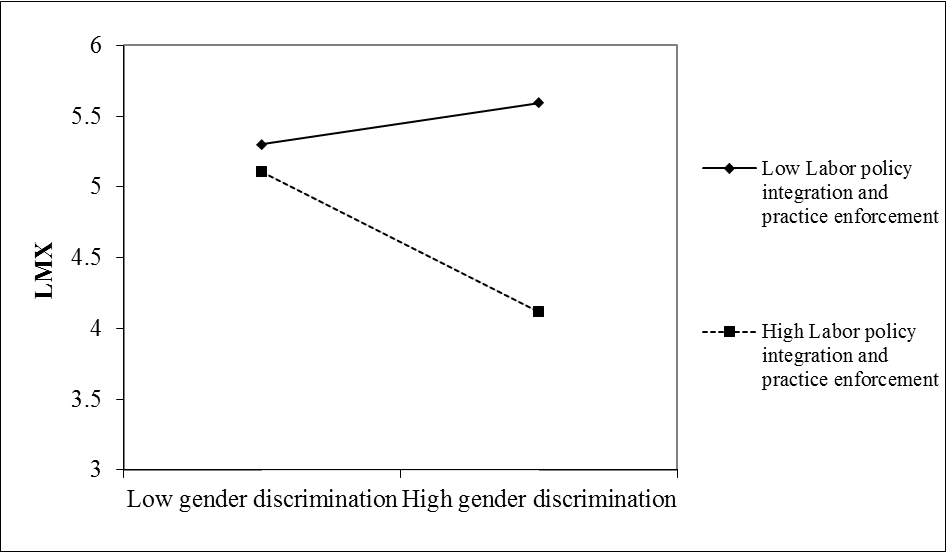 6
5.5
5
4.5
4
3.5
3
LMX
Low gender discrimination
High gender discrimination
Low Labor policy
integration and
practice enforcement
High Labor policy
integration and
practice enforcement